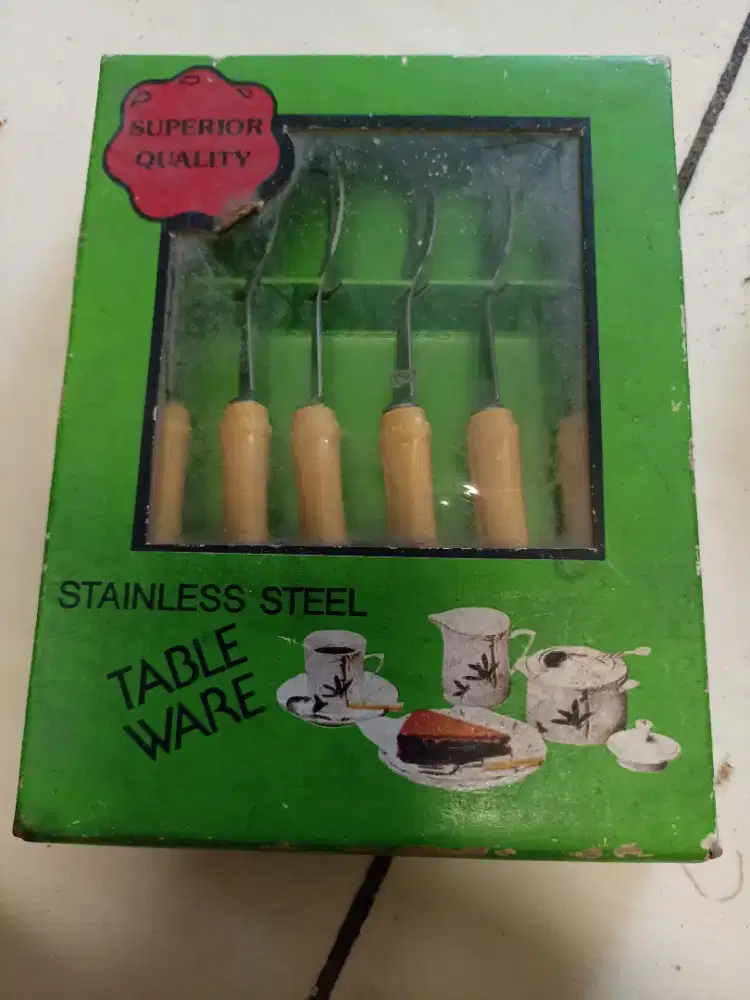 SUPERIOR
QUALITY
STAINLESS STEEL
TABLE
WARE